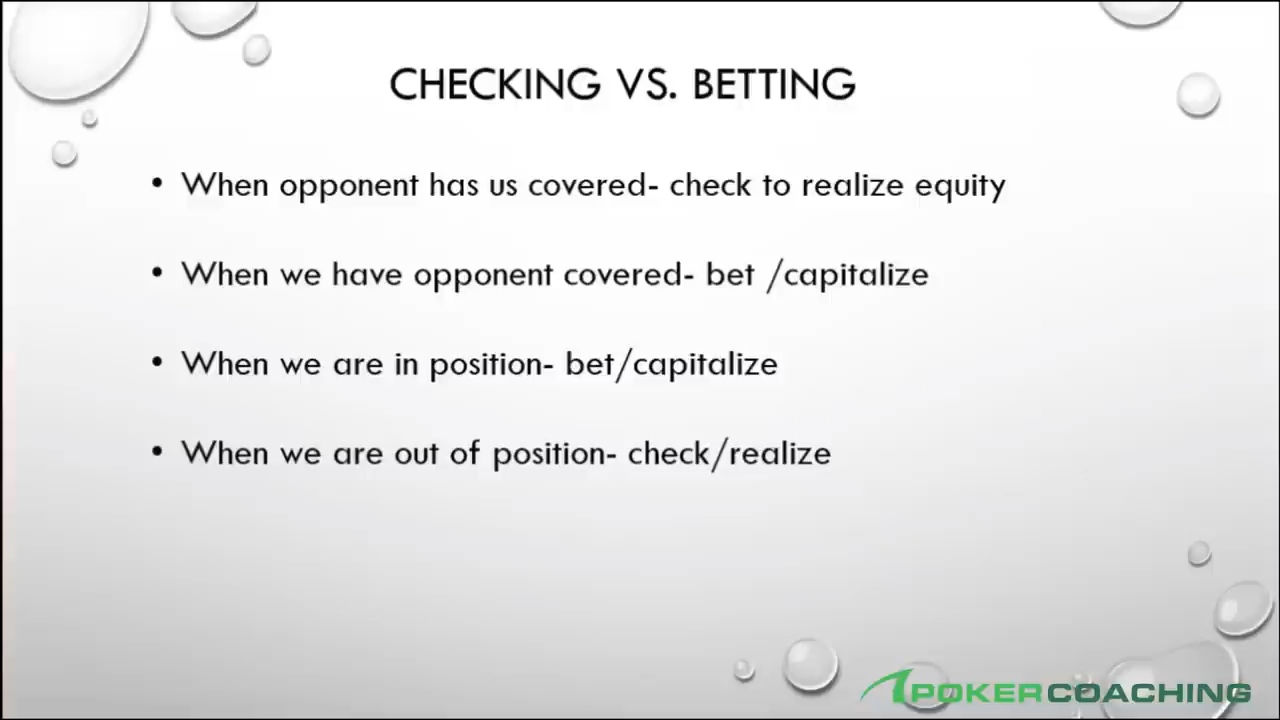 CHECKING VS. BETTING
• When opponent has us covered- check to realize equity
• When we have opponent covered- bet /capitalize
• When we are in position- bet/capitalize
• When we are out of position- check/realize
POKERCOACHING